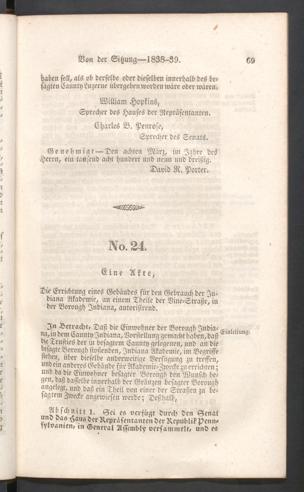 Von der Sitzung—1838-39. 69
haben soll, als ob derselbe oder dieselben innerhalb des be-
sagten Caunty Luzerne übergeben worden wäre oder wären.
William Hopkins,
Sprecher des Hauses der Repräsentanten.
Charles B. Penrose,
Sprecher des Senats.
Genehmigt—Den achten März, im Jahre des
Herrn, ein tausend acht hundert und neun und dreißig.
David R. Porter.
No. 24.
Eine Akte,
Die Errichtung eines Gebäudes für den Gebrauch der In-
diana Akademie, an einem Theile der Vine-Straße, in
der Borough Indiana, autorisirend.
In Betracht, Daß die Einwohner der Borough India-
na, in dem Caunty Indiana, Vorstellung gemacht haben, daß
Einleitung.
die Trusties der in besagtem Caunty gelegenen, und an die
besagte Borough stoßenden, Indiana Akademie, im Begriffe
stehen, über dieselbe anderweitige Verfügung zu treffen,
und ein anderes Gebäude für Akademie-Zwecke zu errichten;
und da die Einwohner besagter Borough den Wunsch he-
gen, daß dasselbe innerhalb der Gränzen besagter Borough
angelegt, und daß ein Theil von einer der Straßen zu be-
sagtem Zwecke angewiesen werde; Deßhalb,
Abschnitt 1. Sei es verfügt durch den Senat
und das Haus der Repräsentanten der Republik Penn-
sylvanien, in General Assembly versammelt, und es